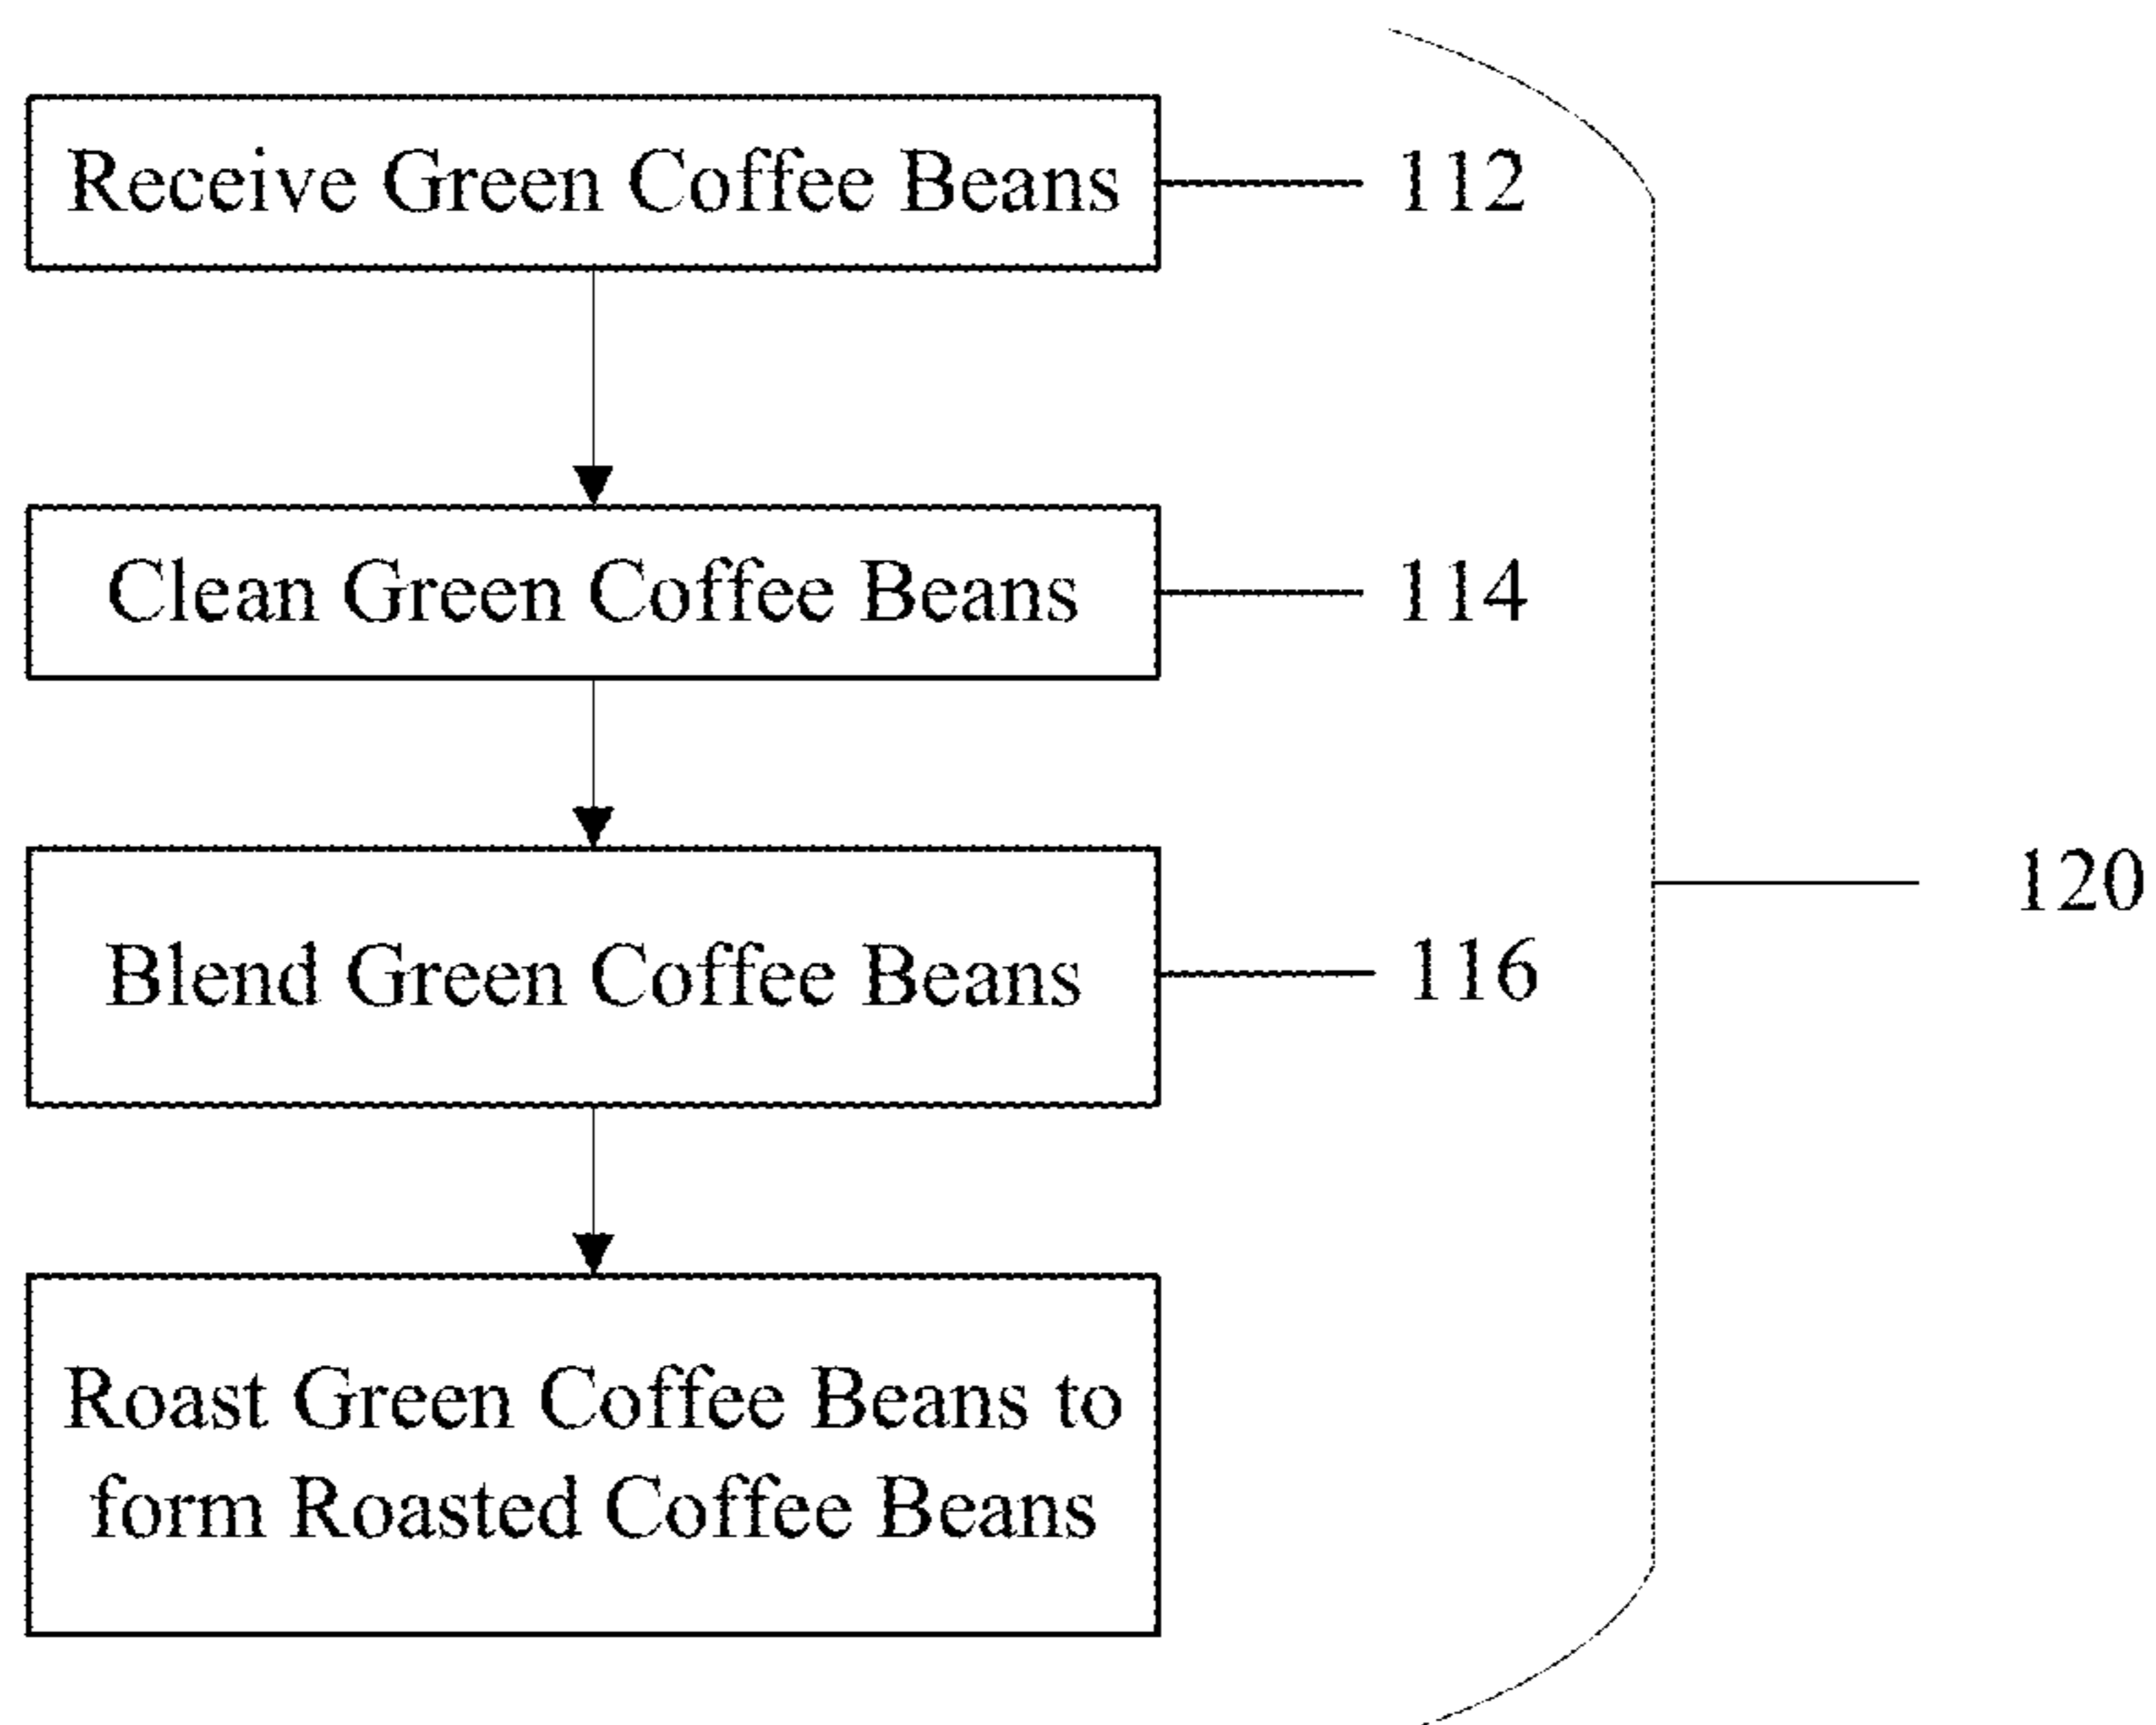 Receive Green Coffee Beans
112
Clean Green Coffee Beans
114
120
Blend Green Coffee Beans
116
Roast Green Coffee Beans to
form Roasted Coffee Beans